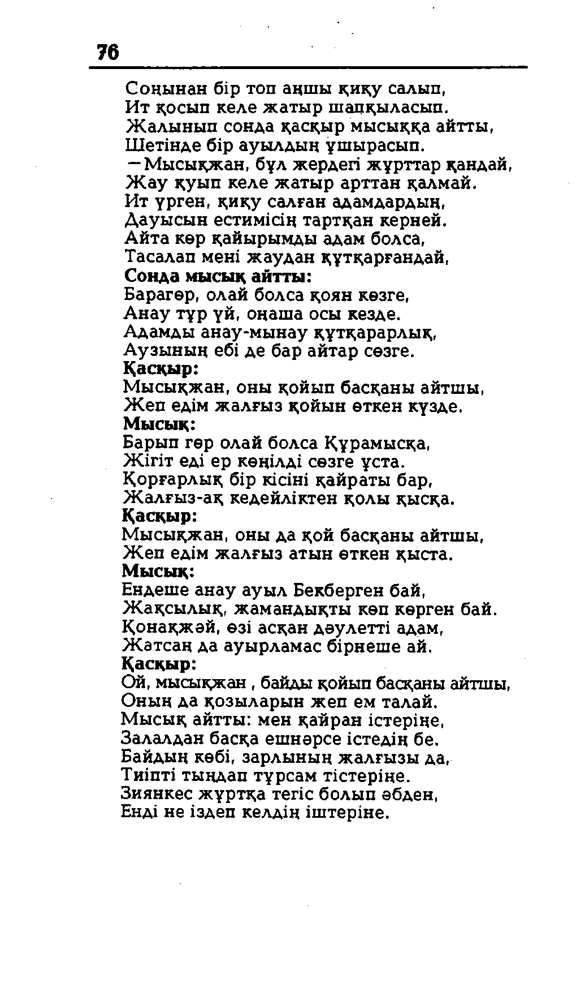 76
Соңынан бір топ аңшы қиқу салып,
Ит қосып келе жатыр шапқыласып.
Жалынып сонда қасқыр мысыққа айтты,
Шетінде бір ауылдың ұшырасып.
— Мысықжан, бұл жердегі жұрттар қандай,
Жау қуып келе жатыр арттан қалмай.
Ит үрген, қиқу салған адамдардың,
Дауысын естимісің тартқан керней.
Айта көр қайырымды адам болса,
Тасалап мені жаудан құтқарғандай,
Сонда мысық айтты:
Барагөр, олай болса қоян көзге,
Анау тұр үй, оңаша осы кезде.
Адамды анау-мынау құтқарарлық,
Аузының ебі де бар айтар сөзге.
Қасқыр:
Мысықжан, оны қойып басқаны айтшы,
Жеп едім жалғыз қойын өткен күзде.
Мысық:
Барып гөр олай болса Құрамысқа,
Жігіт еді ер көңілді сөзге ұста.
Қорғарлық бір кісіні қайраты бар,
Жалғыз-ақ кедейліктен қолы қысқа.
Қасқыр:
Мысықжан, оны да қой басқаны айтшы,
Жеп едім жалғыз атын өткен қыста.
Мысық:
Ендеше анау ауыл Бекберген бай,
Жақсылық, жамандықты көп көрген бай.
Қонақжәй, өзі асқан дәулетті адам,
Жатсаң да ауырламас бірнеше ай.
Қасқыр:
Ой, мысықжан , байды қойып басқаны айтшы,
Оның да қозыларын жеп ем талай.
Мысық айтты: мен қайран істеріңе,
Залалдан басқа ешнәрсе істедің бе.
Байдың көбі, зарлының жалғызы да,
Тиіпті тыңдап тұрсам тістеріңе.
Зиянкес жұртқа тегіс болып әбден,
Енді не іздеп келдің іштеріне.